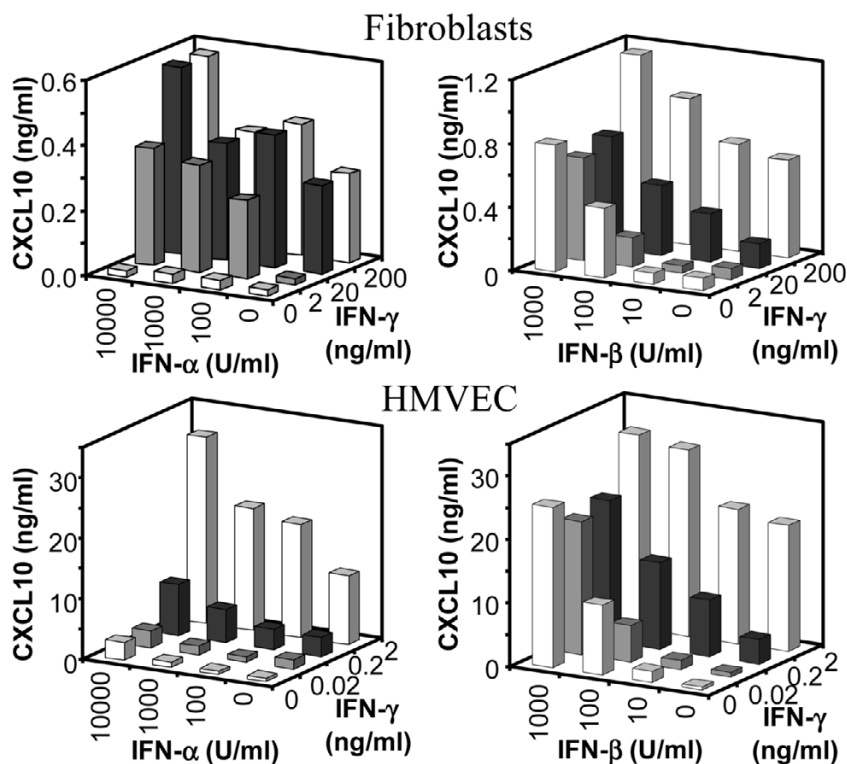 Fibroblasts
CXCL10 (ng/ml)
0.6
0.4
0.2
0.0
10000
1000
100
0
IFN-α (U/ml)
0
2
20
200
IFN-γ
(ng/ml)
CXCL10 (ng/ml)
1.2
0.8
0.4
0
1000
100
10
0
IFN-β (U/ml)
0
2
20
200
IFN-γ
(ng/ml)
HMVEC
CXCL10 (ng/ml)
30
20
10
0
10000
1000
100
0
IFN-α (U/ml)
0
0.02
0.2
2
IFN-γ
(ng/ml)
CXCL10 (ng/ml)
30
20
10
0
1000
100
10
0
IFN-β (U/ml)
0
0.02
0.2
2
IFN-γ
(ng/ml)